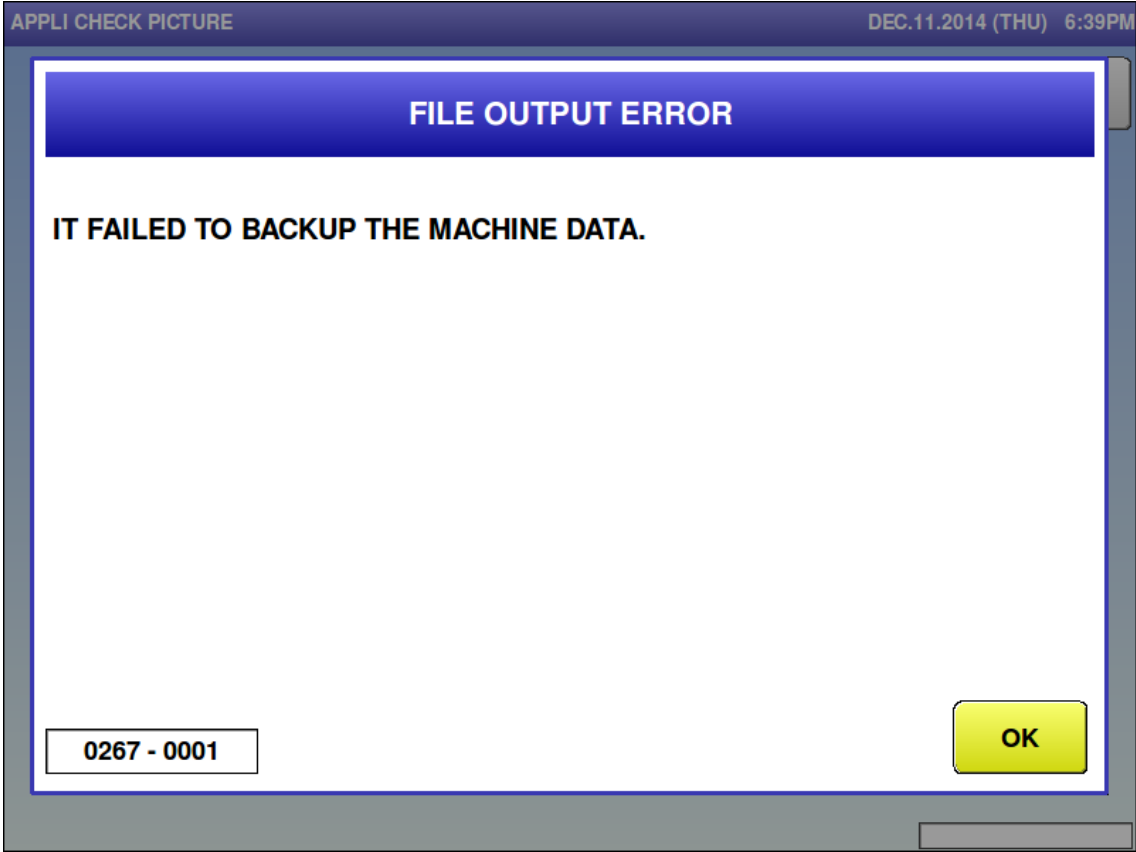 APPLI CHECK PICTURE DEC.11.2014 (THU) 6:39PM
FILE OUTPUT ERROR
IT FAILED TO BACKUP THE MACHINE DATA.
0267 - 0001
OK